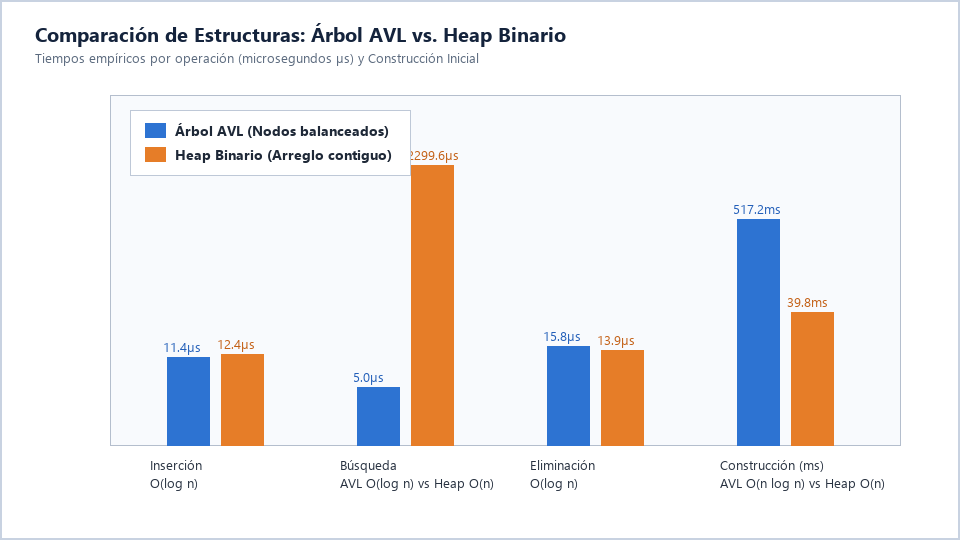 Comparación de Estructuras: Árbol AVL vs. Heap Binario
Tiempos empíricos por operación (microsegundos µs) y Construcción Inicial
Árbol AVL (Nodos balanceados)
Heap Binario (Arreglo contiguo)
2299.6µs
517.2ms
39.8ms
11.4µs
12.4µs
15.8µs
13.9µs
5.0µs
Inserción
O(log n)
Búsqueda
AVL O(log n) vs Heap O(n)
Eliminación
O(log n)
Construcción (ms)
AVL O(n log n) vs Heap O(n)